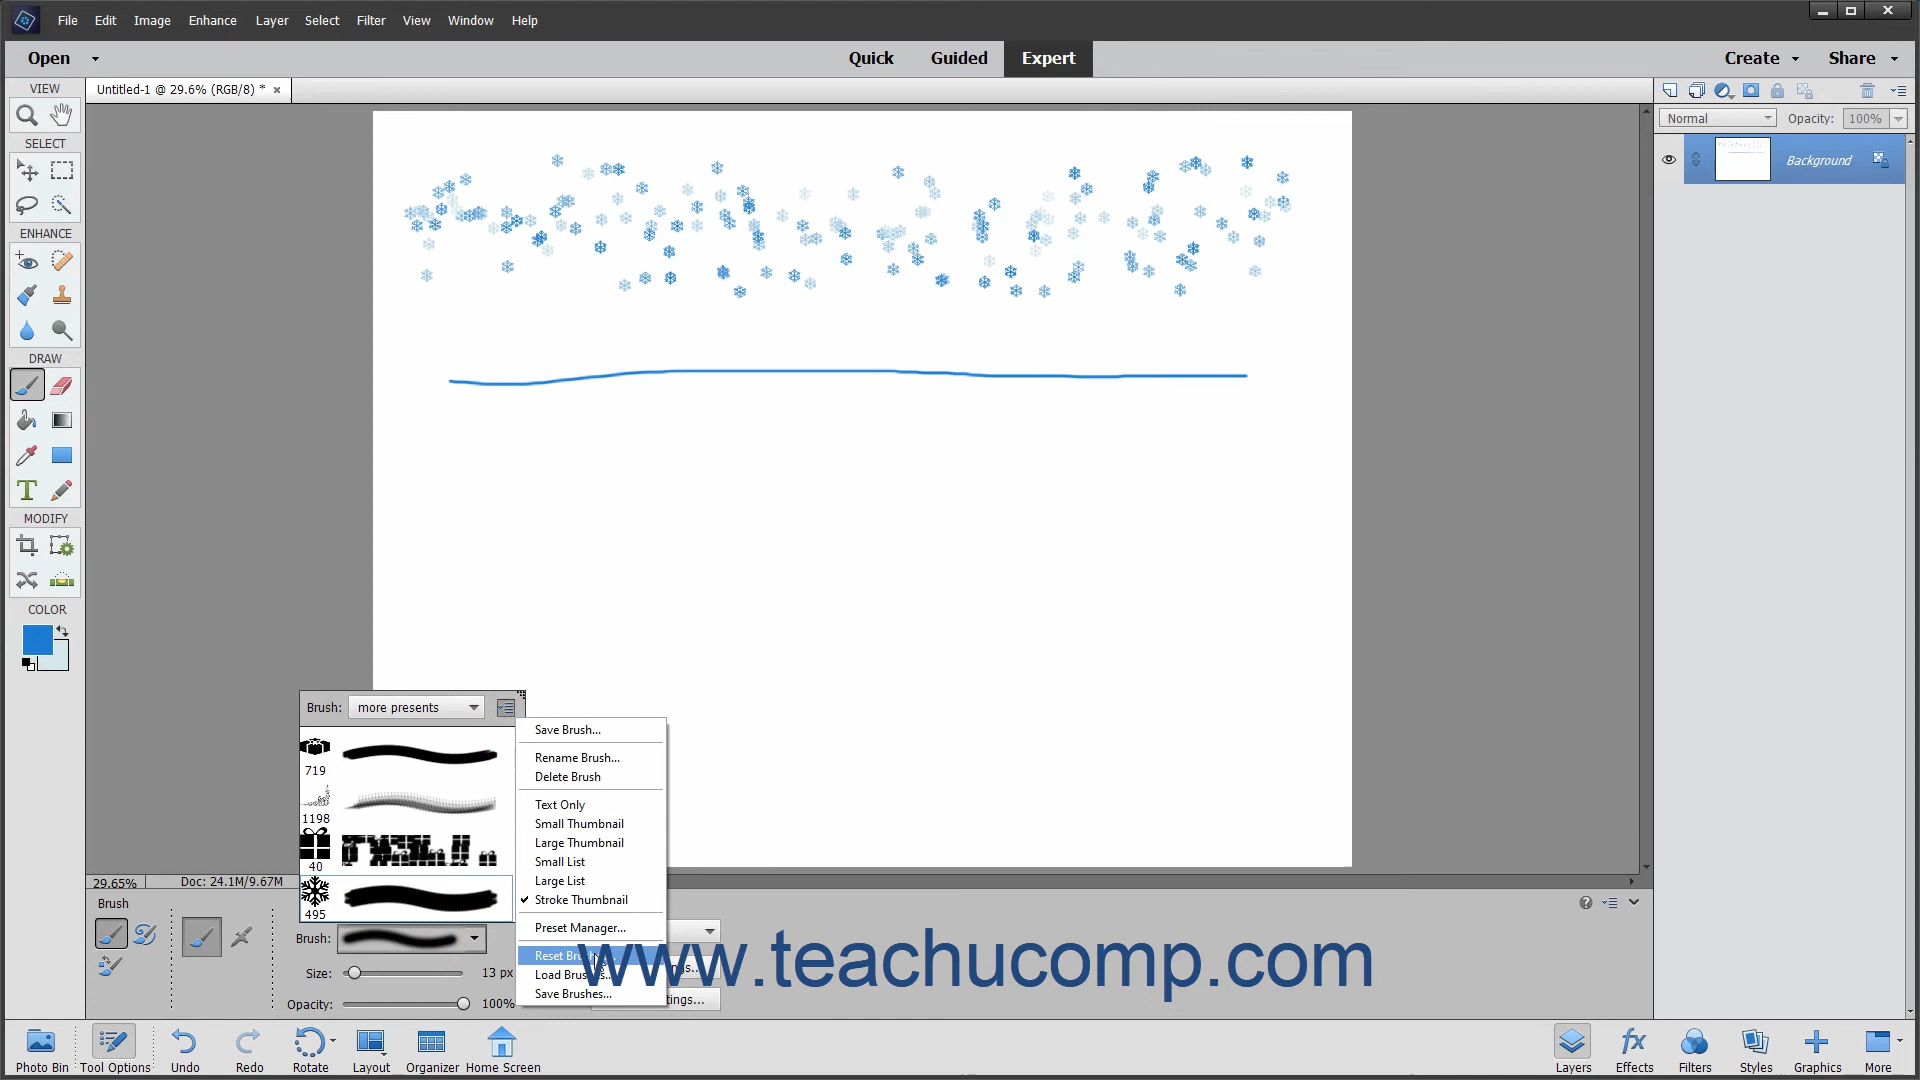 File Edit Image Enhance Layer Select Filter View Window Help
Open Quick Guided Expert Create Share
VIEW
Untitled-1 @ 29.6% (RGB/8) * ×
Normal Opacity: 100%
SELECT
Background
ENHANCE
DRAW
T
MODIFY
COLOR
Brush: more presents
719
1198
40
495
Save Brush...
Rename Brush...
Delete Brush
Text Only
Small Thumbnail
Large Thumbnail
Small List
Large List
Stroke Thumbnail
Preset Manager...
Load Brushes...
Save Brushes...
29.65% Doc: 24.1M/9.67M
Brush
Brush:
Size: 13 px
Opacity: 100%
www.teachucomp.com
Photo Bin Tool Options Undo Redo Rotate Layout Organizer Home Screen
fx
Layers Effects Filters Styles Graphics More